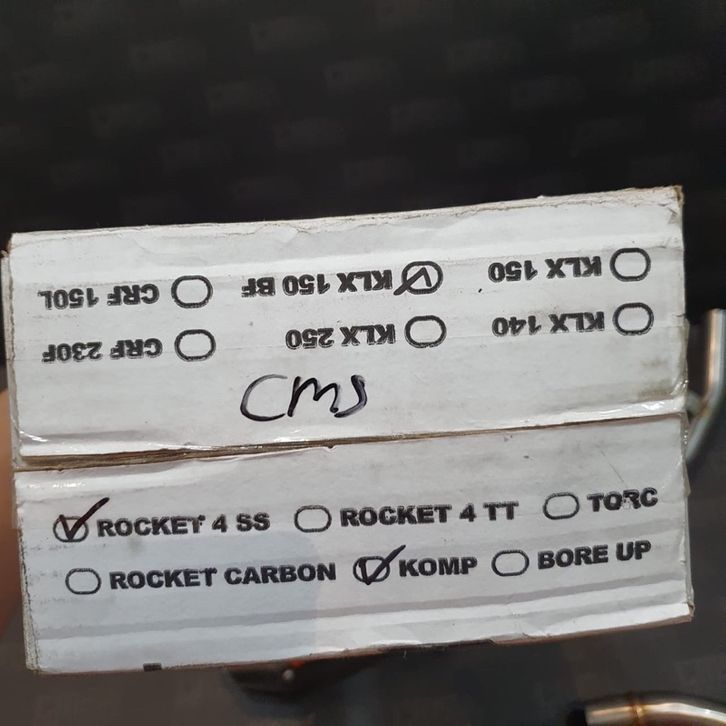 KLX 140 KLX 250 CRF 230F
KLX 150 KLX 150 BF CRF 150L
CMS
ROCKET 4 SS ROCKET 4 TT TORC
ROCKET CARBON KOMP BORE UP